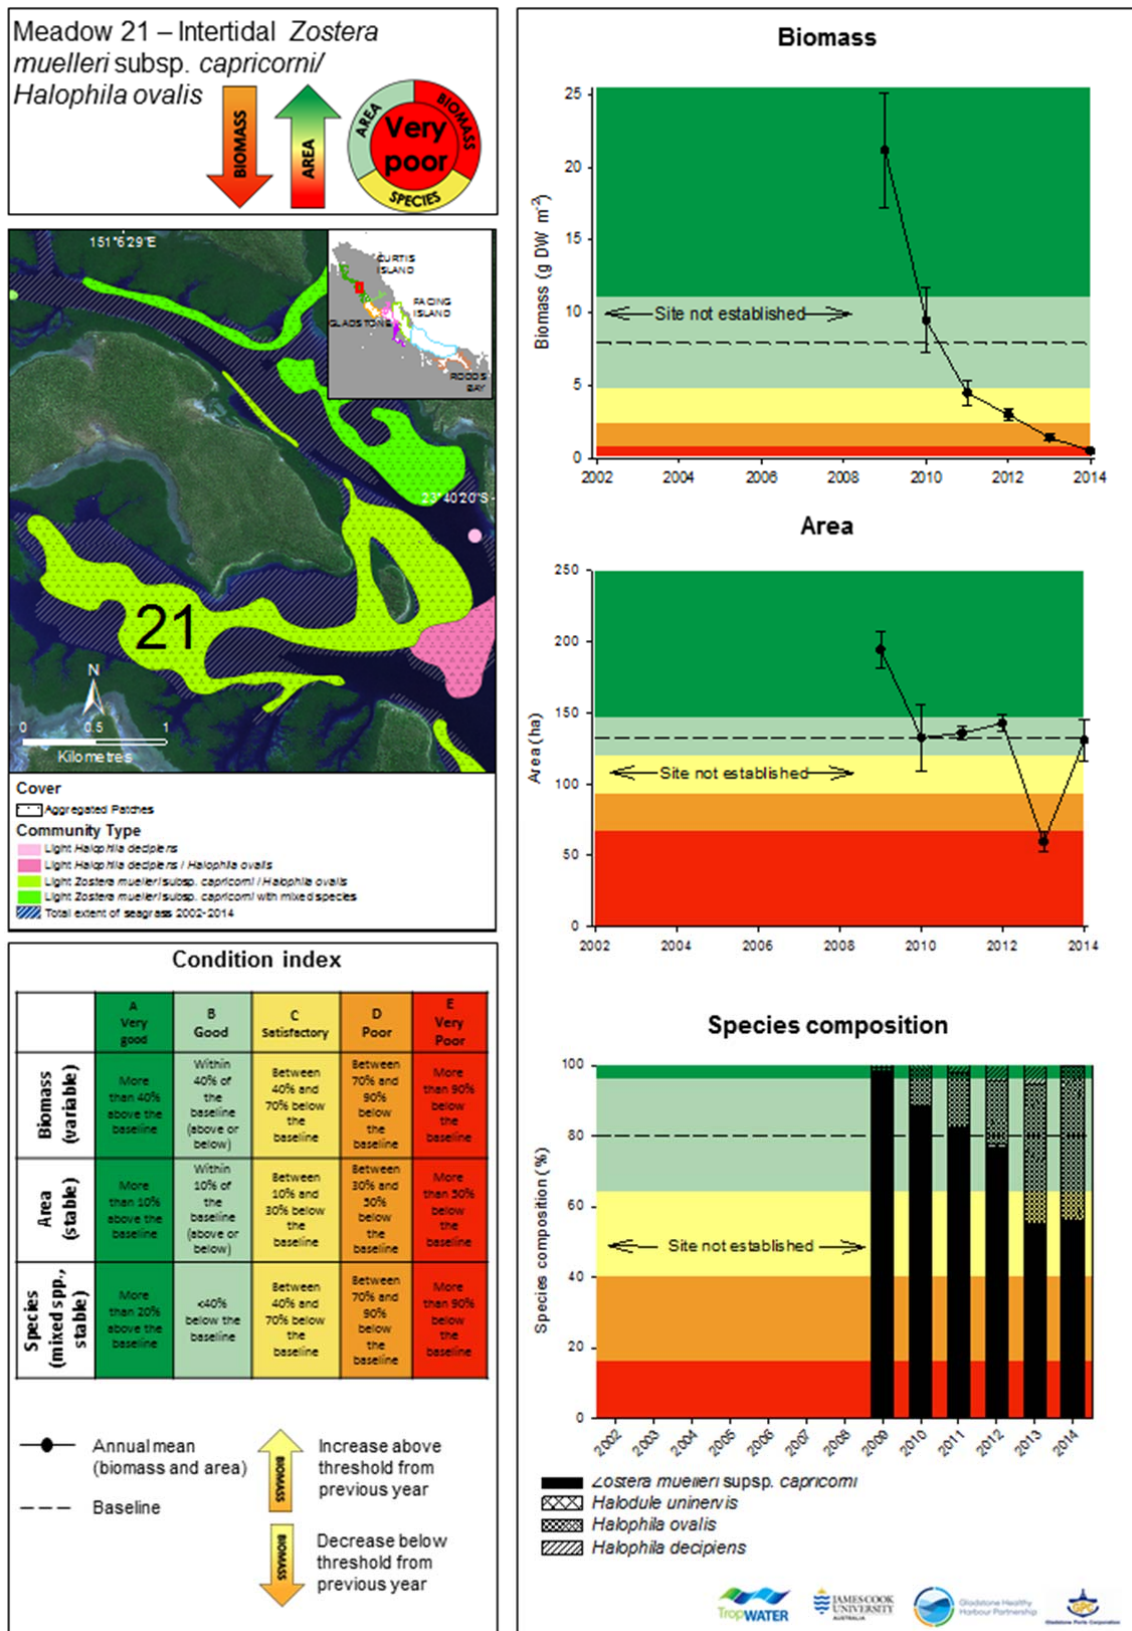 Meadow 21 – Intertidal Zostera
muelleri subsp. capricorni/
Halophila ovalis
BIOMASS
AREA
AREA
BIOMASS
SPECIES
Very
poor
151°6'29"E
CURTIS
ISLAND
FACING
ISLAND
GLADSTONE
RODDS
BAY
23°40'20"S
21
N
0 0.5 1
Kilometres
Cover
Aggregated Patches
Community Type
Light Halophila decipiens
Light Halophila decipiens / Halophila ovalis
Light Zostera muelleri subsp. capricorni / Halophila ovalis
Light Zostera muelleri subsp. capricorni with mixed species
Total extent of seagrass 2002-2014
Condition index
A
Very
good
B
Good
C
Satisfactory
D
Poor
E
Very
Poor
Biomass
(variable)
More
than 40%
above the
baseline
Within
40% of
the
baseline
(above or
below)
Between
40% and
70% below
the
baseline
Between
70% and
90%
below
the
baseline
More
than 90%
below the
baseline
Area
(stable)
More
than 10%
above the
baseline
Within
10% of
the
baseline
(above or
below)
Between
10% and
30% below
the
baseline
Between
30% and
50%
below
the
baseline
More
than 50%
below
the
baseline
Species
(mixed spp.,
stable)
More
than 20%
above the
baseline
<40%
below the
baseline
Between
40% and
70% below
the
baseline
Between
70% and
90%
below
the
baseline
More
than 90%
below the
baseline
Annual mean
(biomass and area)
Baseline
BIOMASS
Increase above
threshold from
previous year
BIOMASS
Decrease below
threshold from
previous year
Biomass
Biomass (g DW m-2)
25
20
15
10
5
0
Site not established
2002 2004 2006 2008 2010 2012 2014
Area
Area (ha)
250
200
150
100
50
0
Site not established
2002 2004 2006 2008 2010 2012 2014
Species composition
Species composition (%)
100
80
60
40
20
0
Site not established
2002 2003 2004 2005 2006 2007 2008 2009 2010 2011 2012 2013 2014
Zostera muelleri supsp. capricorni
Halodule uninervis
Halophila ovalis
Halophila decipiens
TropWATER
JAMES COOK
UNIVERSITY
AUSTRALIA
Gladstone Healthy
Harbour Partnership
GPC
Gladstone Ports Corporation